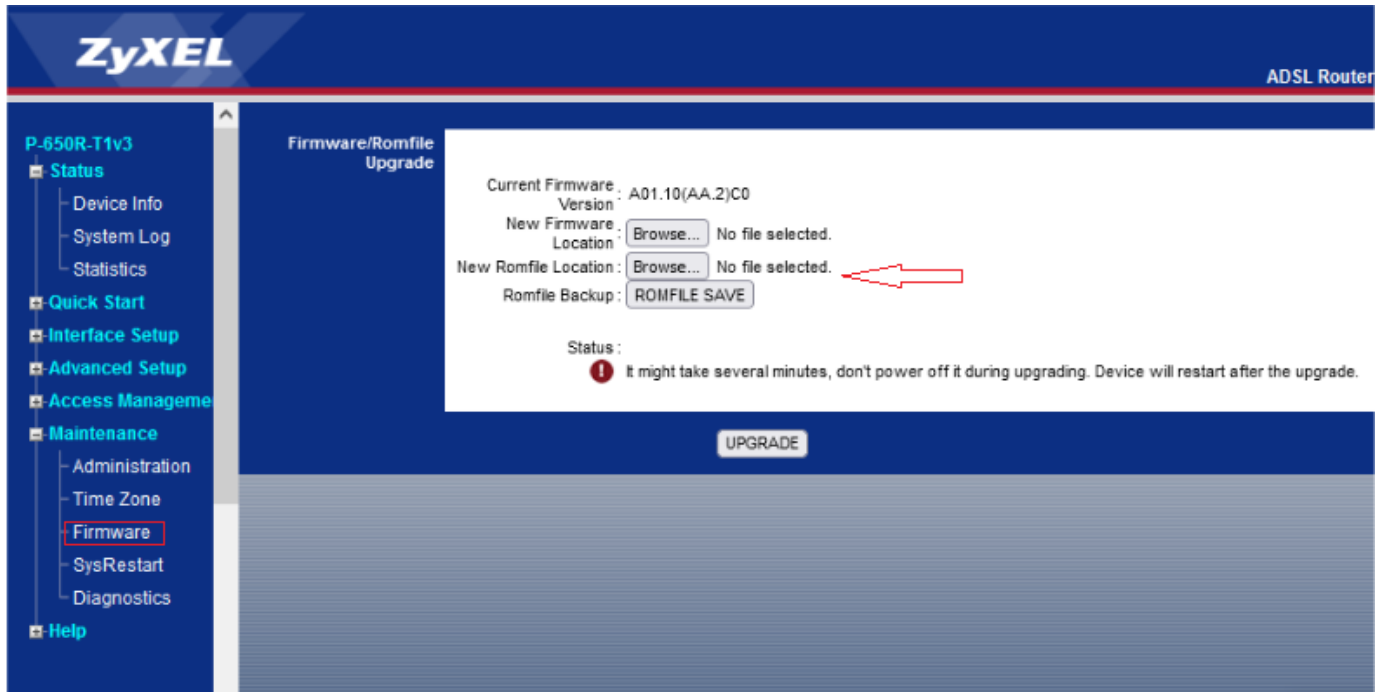 ZyXEL
ADSL Router
P-650R-T1v3
Status
Device Info
System Log
Statistics
Quick Start
Interface Setup
Advanced Setup
Access Manageme
Maintenance
Administration
Time Zone
Firmware
SysRestart
Diagnostics
Help
Firmware/Romfile
Upgrade
Current Firmware
Version : A01.10(AA.2)C0
New Firmware
Location : Browse... No file selected.
New Romfile Location : Browse... No file selected.
Romfile Backup : ROMFILE SAVE
Status :
It might take several minutes, don't power off it during upgrading. Device will restart after the upgrade.
UPGRADE